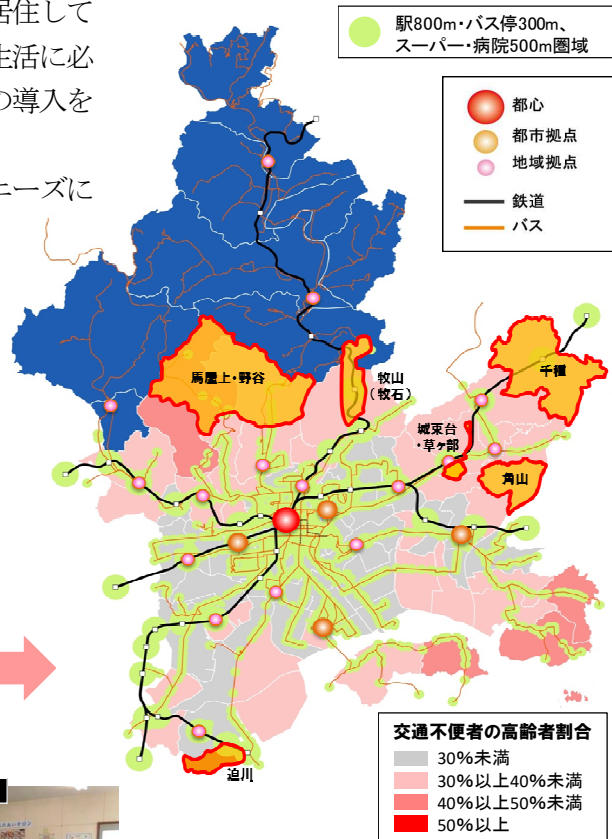 居住して
生活に必
の導入を
ニーズに
駅800m・バス停300m、
スーパー・病院500m圏域
都心
都市拠点
地域拠点
鉄道
バス
馬屋上・野谷
牧山
(牧石)
千種
城東台
・草ヶ部
角山
迫川
交通不便者の高齢者割合
30%未満
30%以上40%未満
40%以上50%未満
50%以上